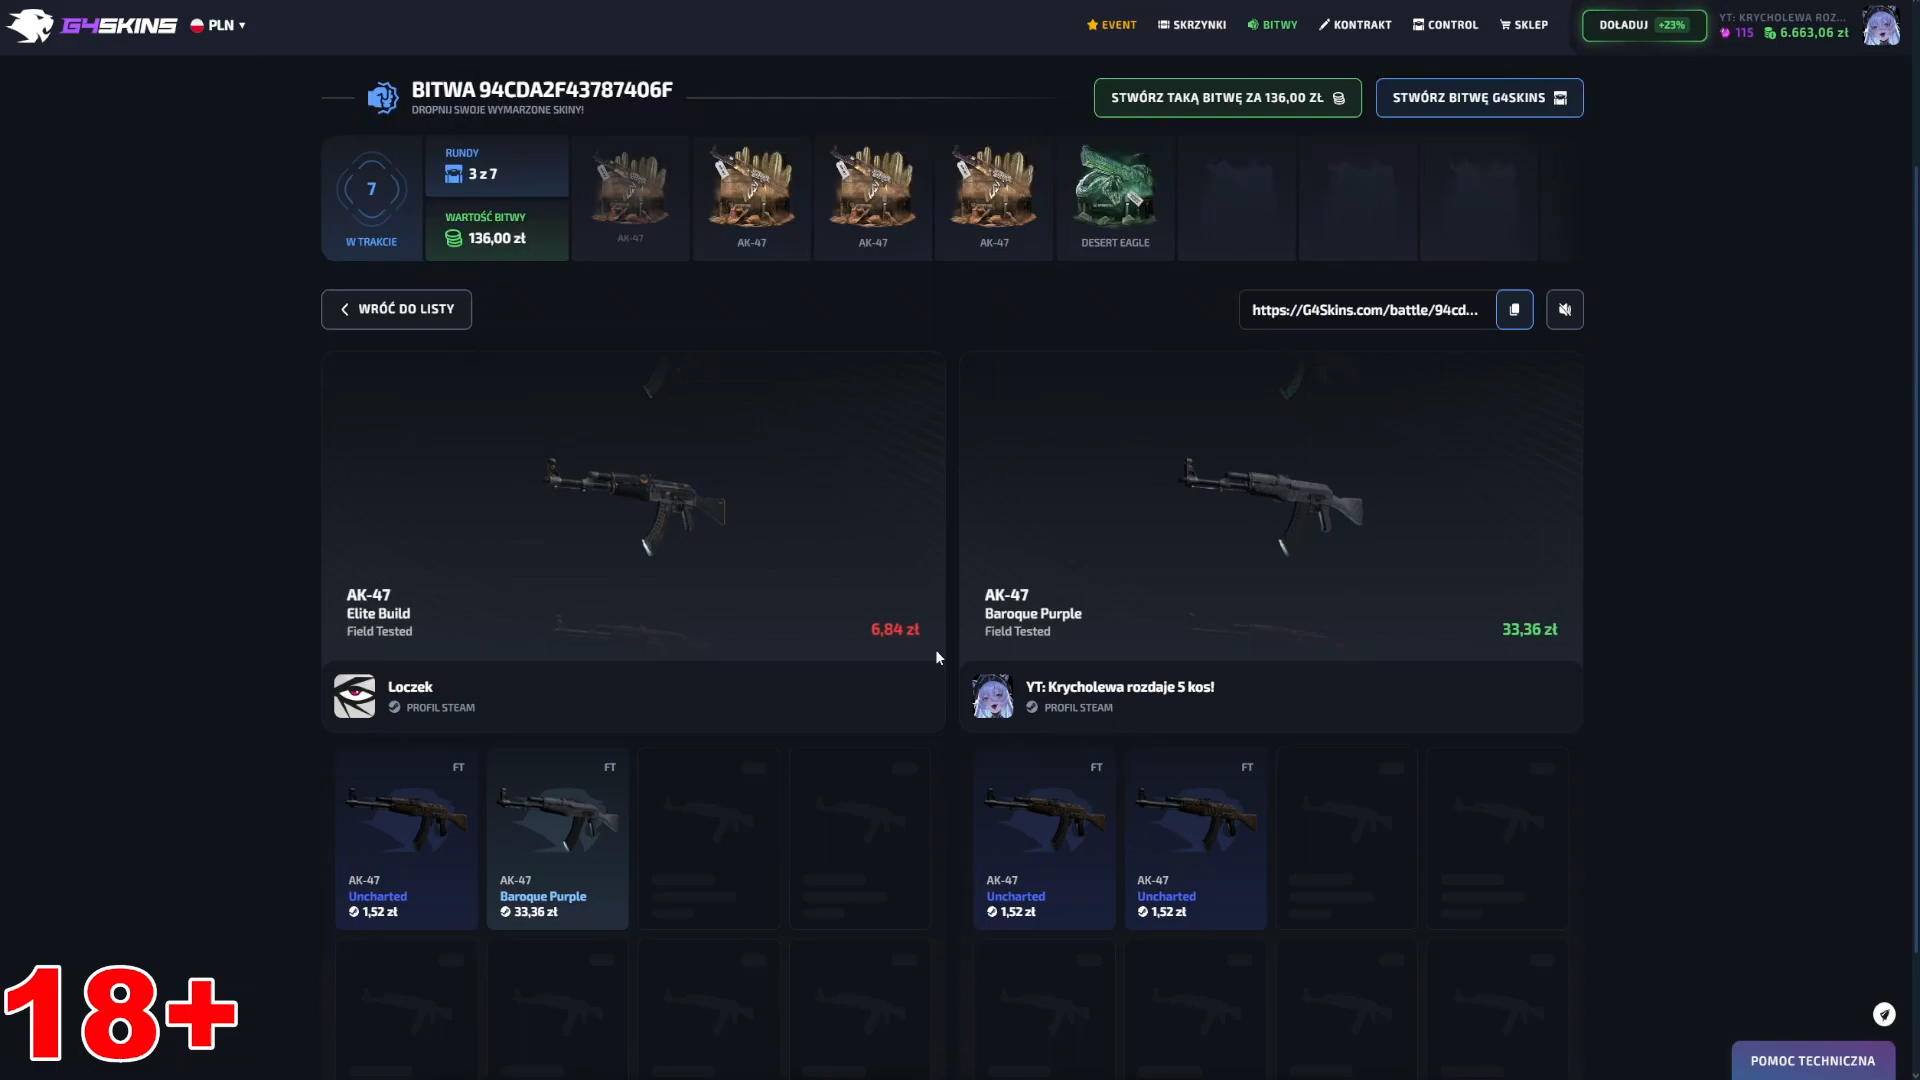 G4SKINS
PLN
EVENT
SKRZYNKI
BITWY
KONTRAKT
CONTROL
SKLEP
DOŁADUJ +23%
YT: KRYCHOLEWA ROZ...
115 6.663,06 zł
BITWA 94CDA2F43787406F
DROPNIJ SWOJE WYMARZONE SKINY!
STWÓRZ TAKĄ BITWĘ ZA 136,00 ZŁ
STWÓRZ BITWĘ G4SKINS
7
W TRAKCIE
RUNDY
3 z 7
WARTOŚĆ BITWY
136,00 zł
AK-47
AK-47
AK-47
AK-47
DESERT EAGLE
WRÓĆ DO LISTY
https://G4Skins.com/battle/94cd...
AK-47
Elite Build
Field Tested
6,84 zł
AK-47
Baroque Purple
Field Tested
33,36 zł
Loczek
PROFIL STEAM
YT: Krycholewa rozdaje 5 kos!
PROFIL STEAM
FT
AK-47
Uncharted
1,52 zł
FT
AK-47
Baroque Purple
33,36 zł
FT
AK-47
Uncharted
1,52 zł
FT
AK-47
Uncharted
1,52 zł
18+
POMOC TECHNICZNA